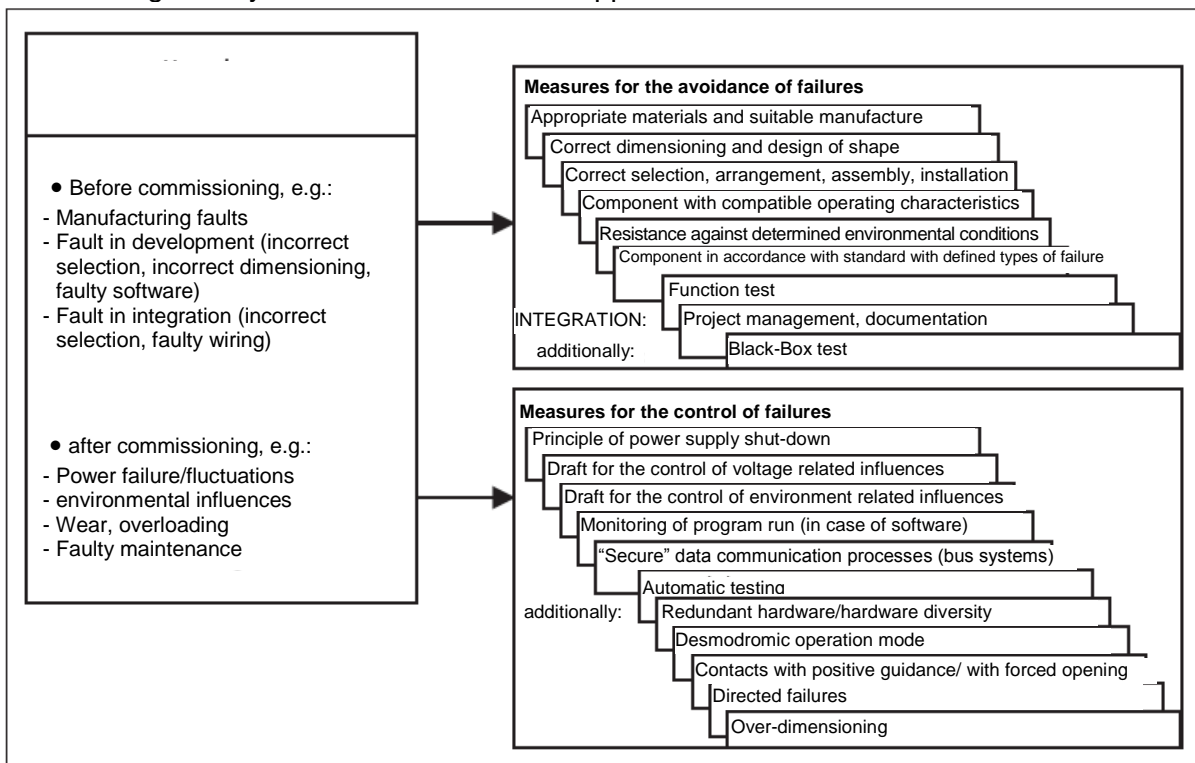 Measures for the avoidance of failures
Appropriate materials and suitable manufacture
Correct dimensioning and design of shape
Correct selection, arrangement, assembly, installation
Component with compatible operating characteristics
Resistance against determined environmental conditions
Component in accordance with standard with defined types of failure
Function test
INTEGRATION: Project management, documentation
additionally: Black-Box test
● Before commissioning, e.g.:
- Manufacturing faults
- Fault in development (incorrect
selection, incorrect dimensioning,
faulty software)
- Fault in integration (incorrect
selection, faulty wiring)
● after commissioning, e.g.:
- Power failure/fluctuations
- environmental influences
- Wear, overloading
- Faulty maintenance
Measures for the control of failures
Principle of power supply shut-down
Draft for the control of voltage related influences
Draft for the control of environment related influences
Monitoring of program run (in case of software)
“Secure” data communication processes (bus systems)
Automatic testing
additionally: Redundant hardware/hardware diversity
Desmodromic operation mode
Contacts with positive guidance/ with forced opening
Directed failures
Over-dimensioning